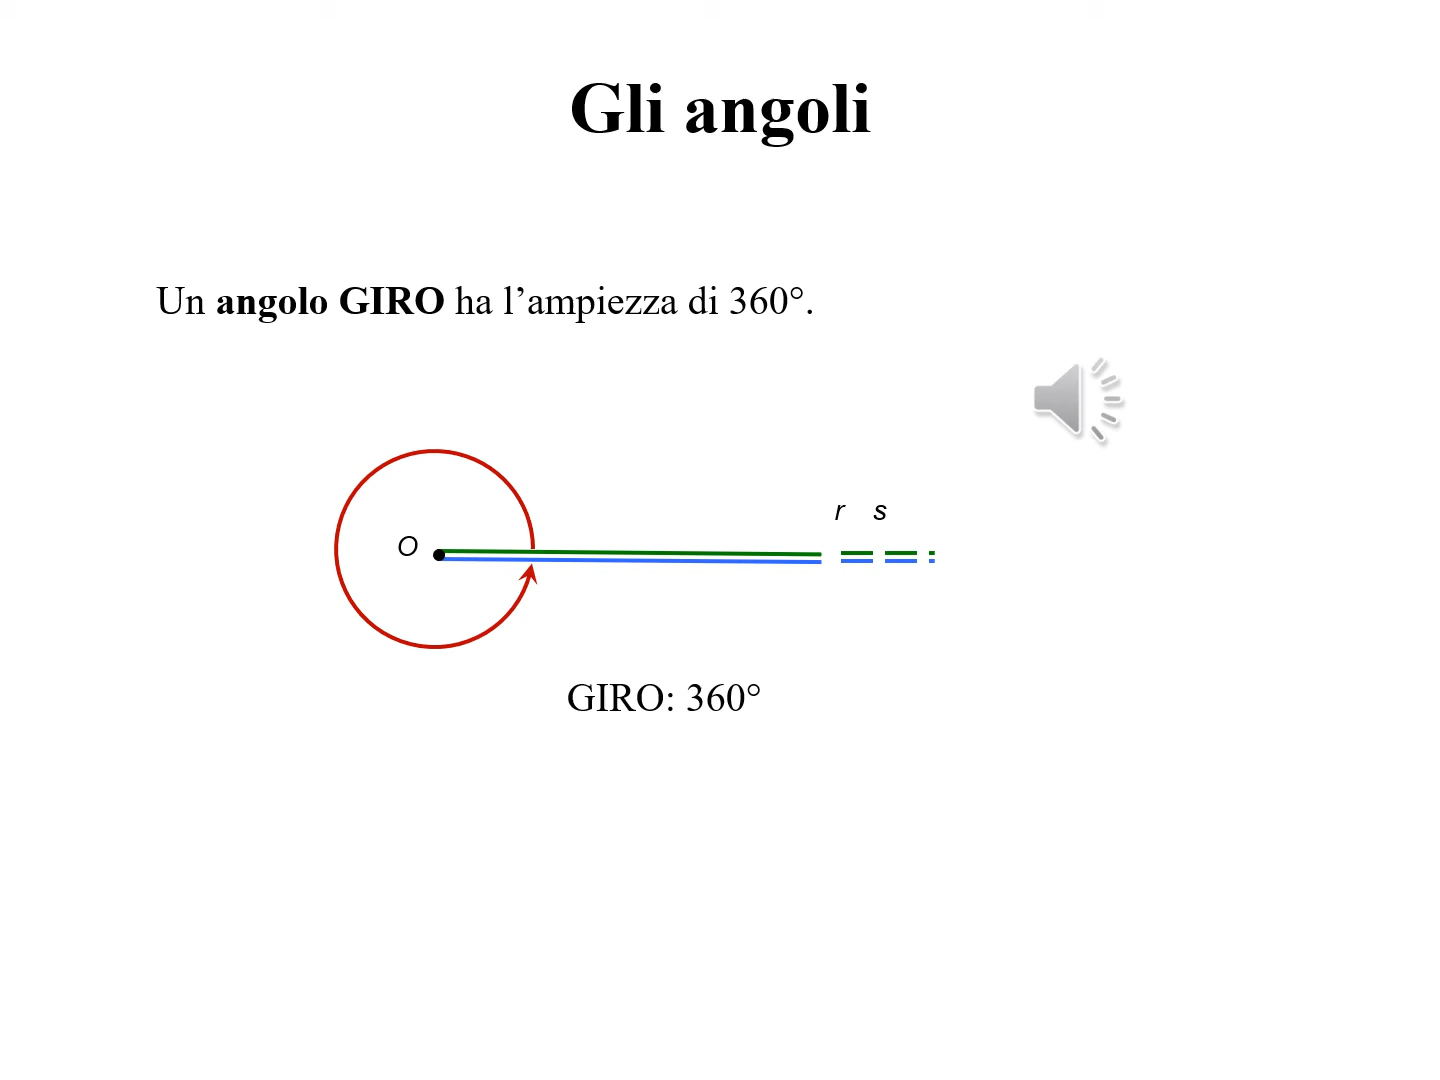 Gli angoli
Un angolo GIRO ha l’ampiezza di 360°.
r s
O
GIRO: 360°